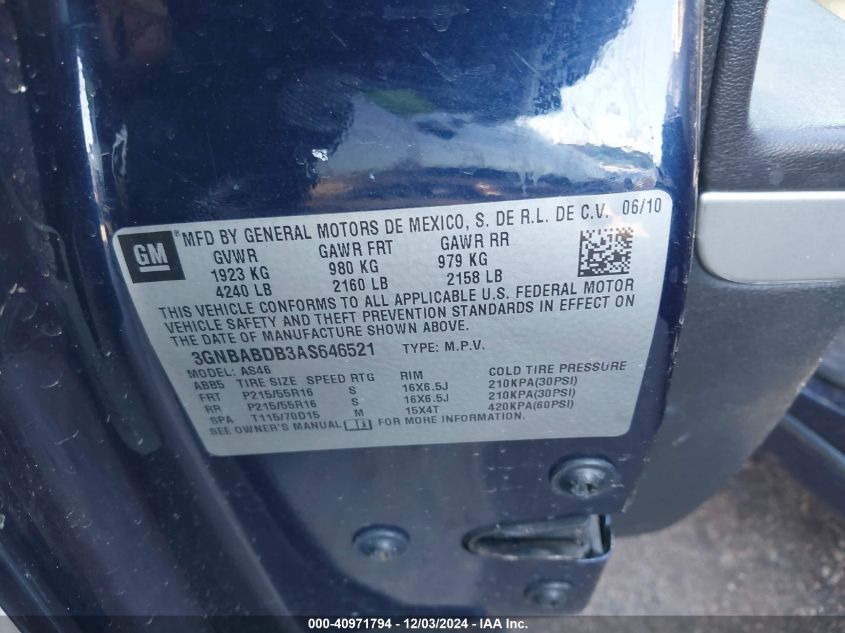 GM
® MFD BY GENERAL MOTORS DE MEXICO, S. DE R.L. DE C.V. 06/10
GVWR GAWR FRT GAWR RR
1923 KG 980 KG 979 KG
4240 LB 2160 LB 2158 LB
THIS VEHICLE CONFORMS TO ALL APPLICABLE U.S. FEDERAL MOTOR
VEHICLE SAFETY AND THEFT PREVENTION STANDARDS IN EFFECT ON
THE DATE OF MANUFACTURE SHOWN ABOVE.
3GNBABDB3AS646521 TYPE: M.P.V.
MODEL: AS46
ABB5 TIRE SIZE SPEED RTG RIM COLD TIRE PRESSURE
FRT P215/55R16 S 16X6.5J 210KPA(30PSI)
RR P215/55R16 S 16X6.5J 210KPA(30PSI)
SPA T115/70D15 M 15X4T 420KPA(60PSI)
SEE OWNER'S MANUAL FOR MORE INFORMATION.
000-40971794 - 12/03/2024 - IAAI.COM